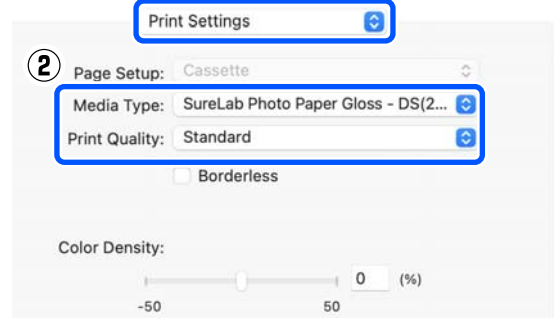 Print Settings
②
Page Setup: Cassette
Media Type: SureLab Photo Paper Gloss - DS(2...
Print Quality: Standard
Borderless
Color Density:
0 (%)
-50 50